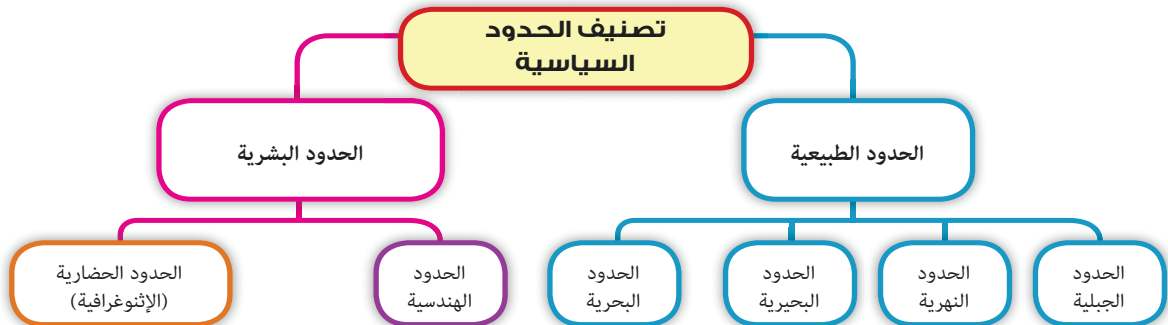 تصنيف الحدود
السياسية
الحدود الطبيعية
الحدود البشرية
الحدود
الجبلية
الحدود
النهرية
الحدود
البحيرية
الحدود
البحرية
الحدود
الهندسية
الحدود الحضارية
(الإثنوغرافية)